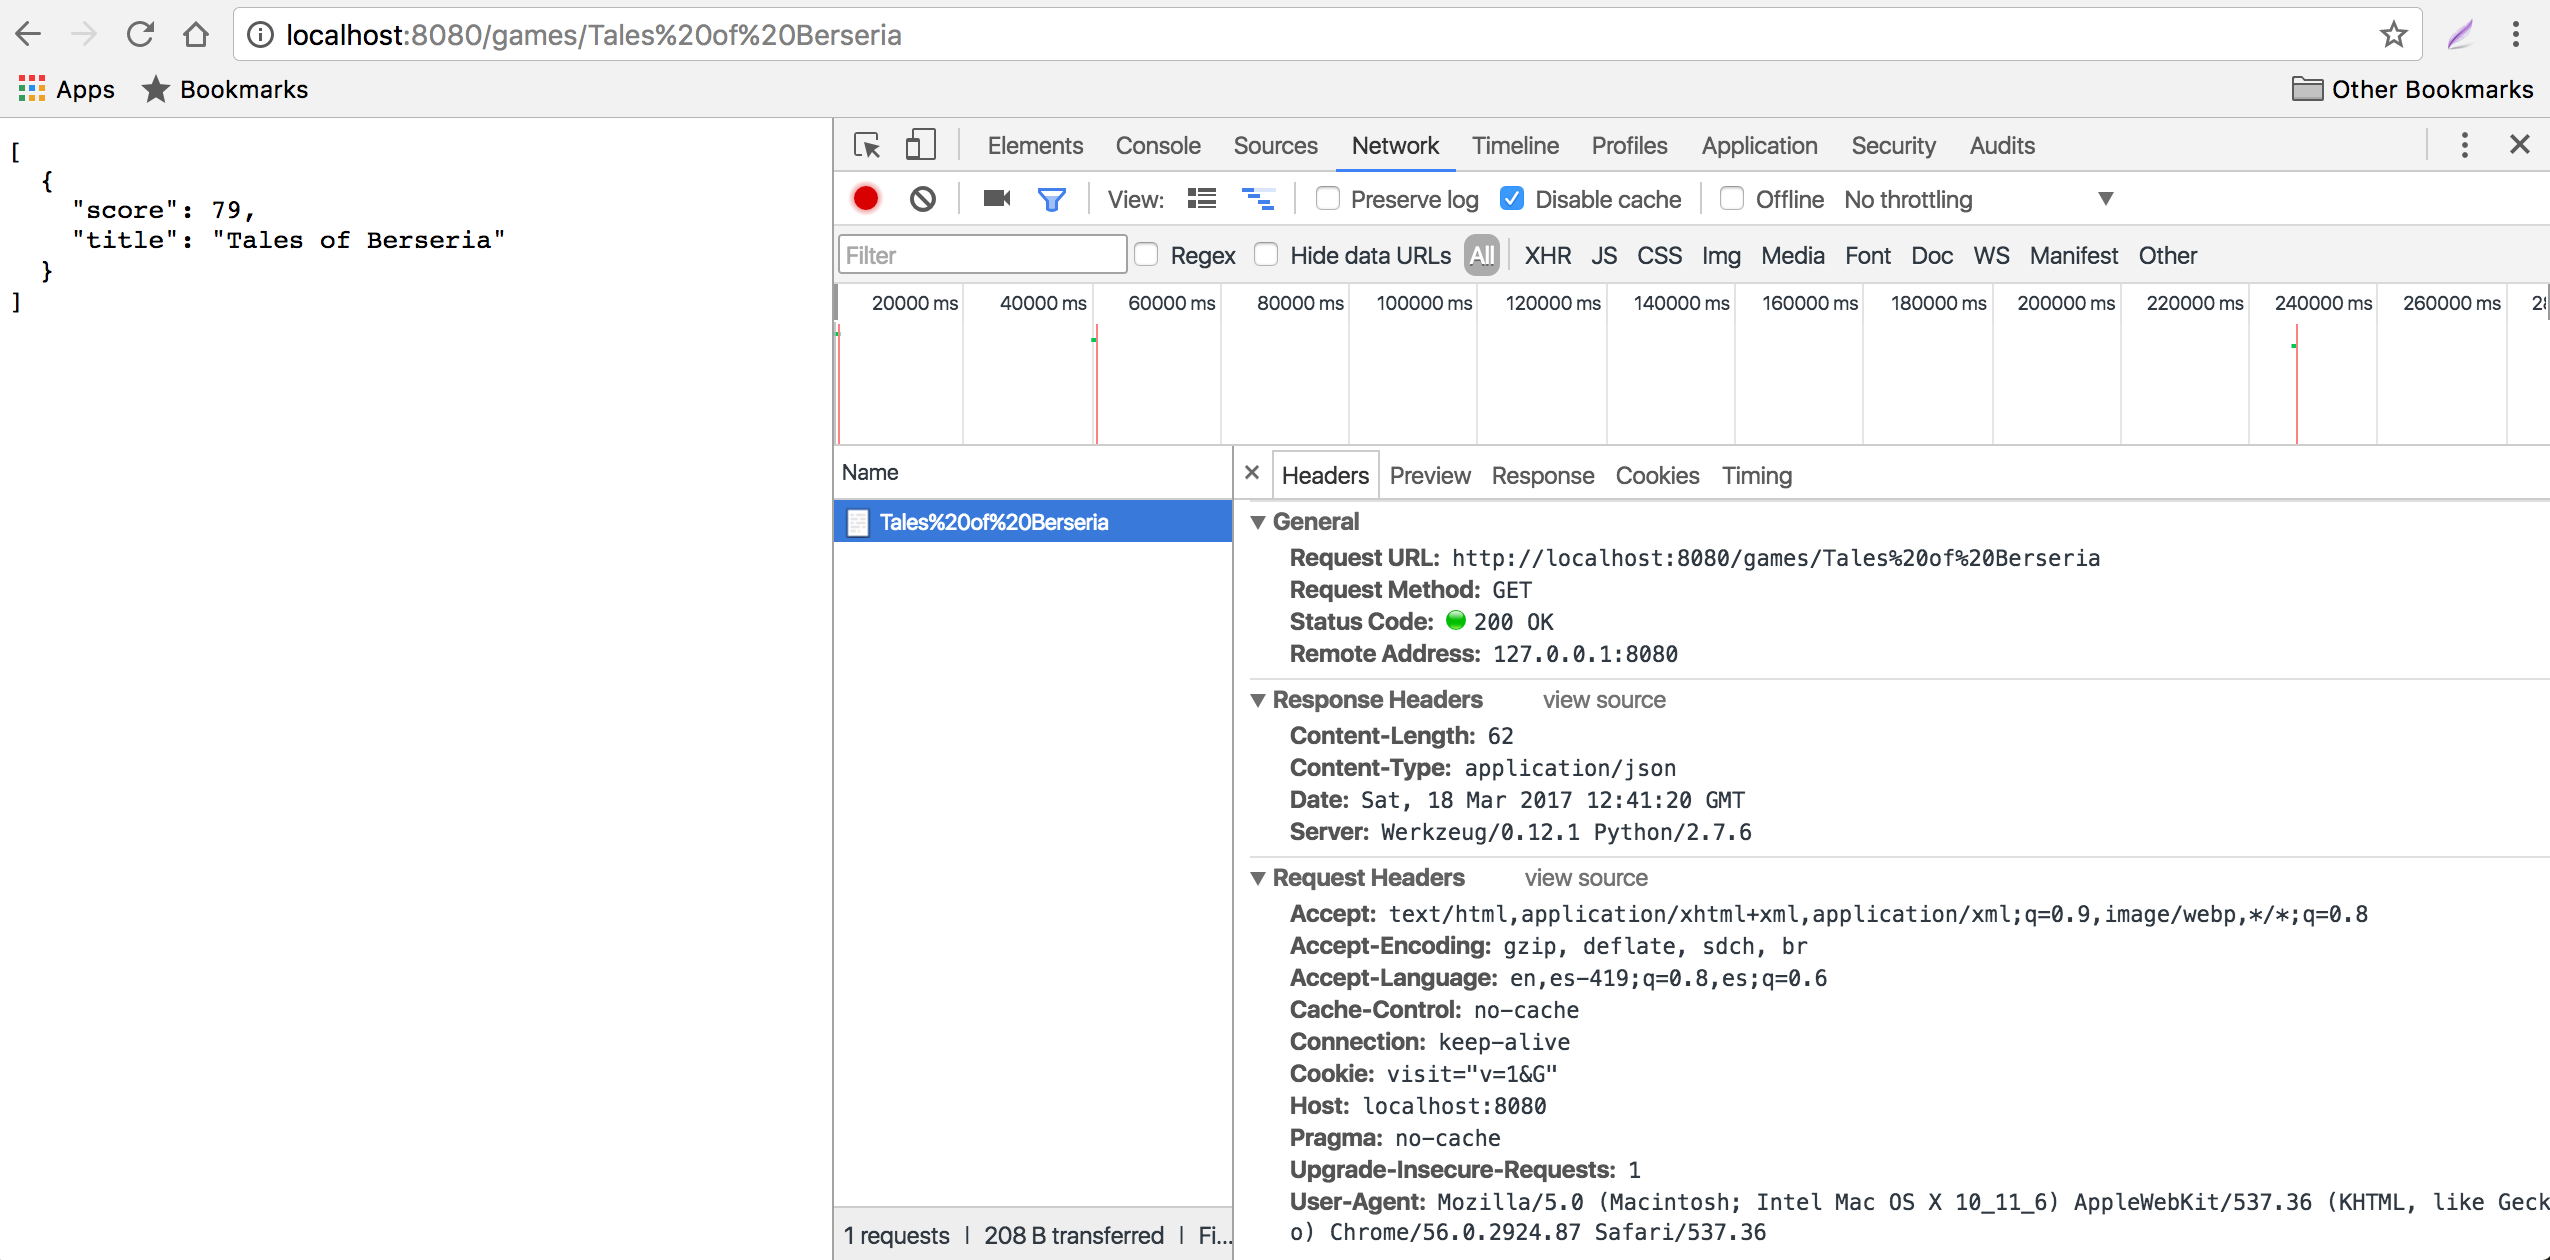 localhost:8080/games/Tales%20of%20Berseria
Apps Bookmarks Other Bookmarks
[
{
"score": 79,
"title": "Tales of Berseria"
}
]
Elements Console Sources Network Timeline Profiles Application Security Audits
View: Preserve log Disable cache Offline No throttling
Filter Regex Hide data URLs All XHR JS CSS Img Media Font Doc WS Manifest Other
20000 ms 40000 ms 60000 ms 80000 ms 100000 ms 120000 ms 140000 ms 160000 ms 180000 ms 200000 ms 220000 ms 240000 ms 260000 ms
Name
Tales%20of%20Berseria
1 requests | 208 B transferred | Fi...
Headers Preview Response Cookies Timing
General
Request URL: http://localhost:8080/games/Tales%20of%20Berseria
Request Method: GET
Status Code: 200 OK
Remote Address: 127.0.0.1:8080
Response Headers view source
Content-Length: 62
Content-Type: application/json
Date: Sat, 18 Mar 2017 12:41:20 GMT
Server: Werkzeug/0.12.1 Python/2.7.6
Request Headers view source
Accept: text/html,application/xhtml+xml,application/xml;q=0.9,image/webp,*/*;q=0.8
Accept-Encoding: gzip, deflate, sdch, br
Accept-Language: en,es-419;q=0.8,es;q=0.6
Cache-Control: no-cache
Connection: keep-alive
Cookie: visit="v=1&G"
Host: localhost:8080
Pragma: no-cache
Upgrade-Insecure-Requests: 1
User-Agent: Mozilla/5.0 (Macintosh; Intel Mac OS X 10_11_6) AppleWebKit/537.36 (KHTML, like Geck
o) Chrome/56.0.2924.87 Safari/537.36